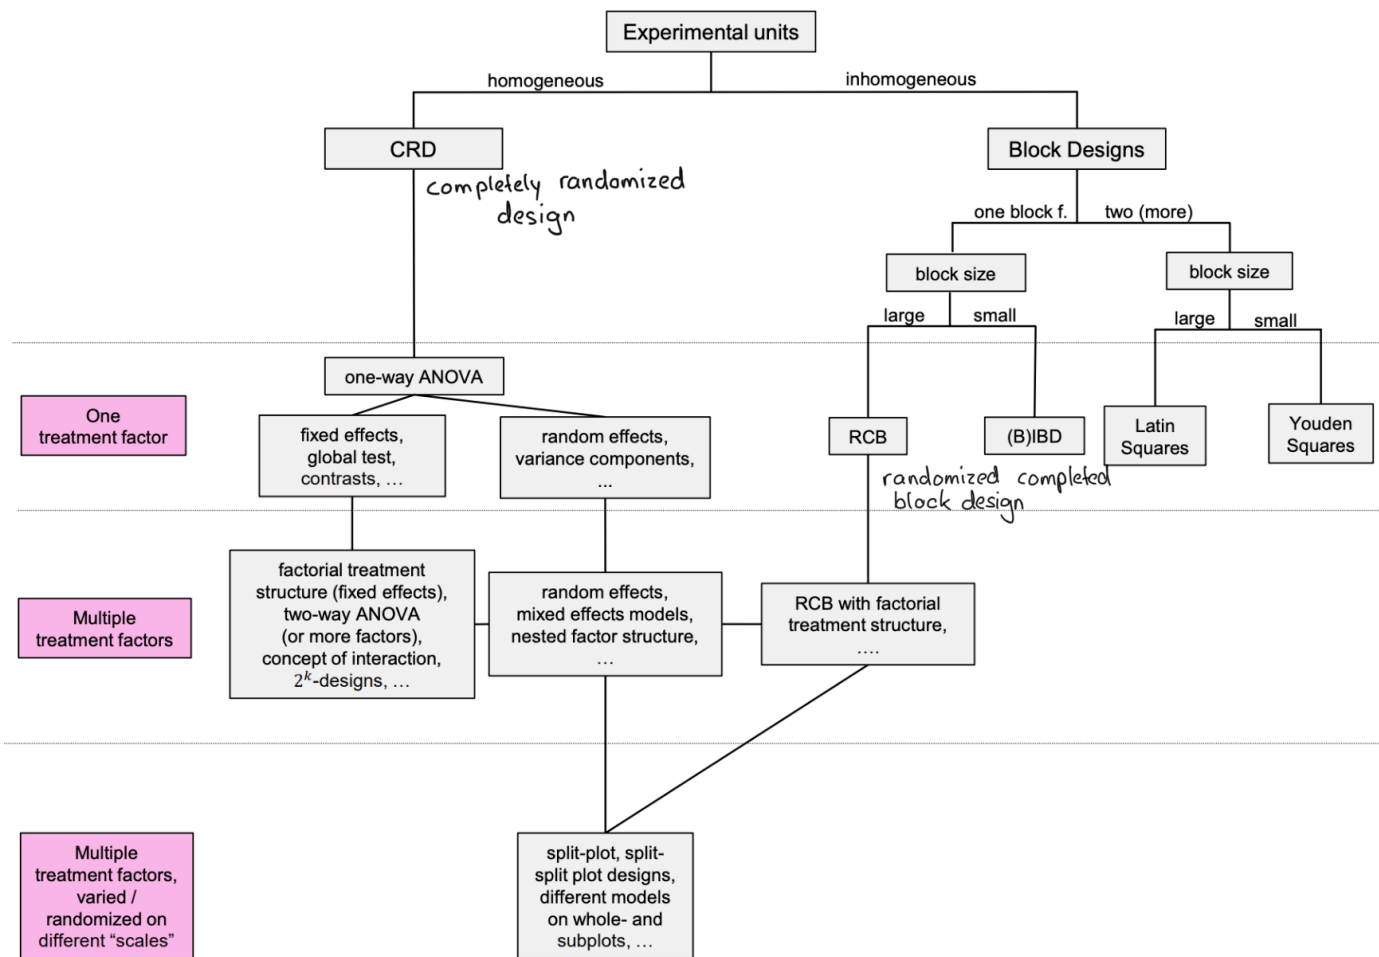 Experimental units
homogeneous
inhomogeneous
CRD
Block Designs
completely randomized
design
one block f.
two (more)
block size
block size
large
small
large
small
one-way ANOVA
One
treatment factor
fixed effects,
global test,
contrasts, …
random effects,
variance components,
...
RCB
(B)IBD
Latin
Squares
Youden
Squares
randomized completed
block design
Multiple
treatment factors
factorial treatment
structure (fixed effects),
two-way ANOVA
(or more factors),
concept of interaction,
2^k-designs, …
random effects,
mixed effects models,
nested factor structure,
…
RCB with factorial
treatment structure,
….
Multiple
treatment factors,
varied /
randomized on
different “scales”
split-plot, split-
split plot designs,
different models
on whole- and
subplots, …